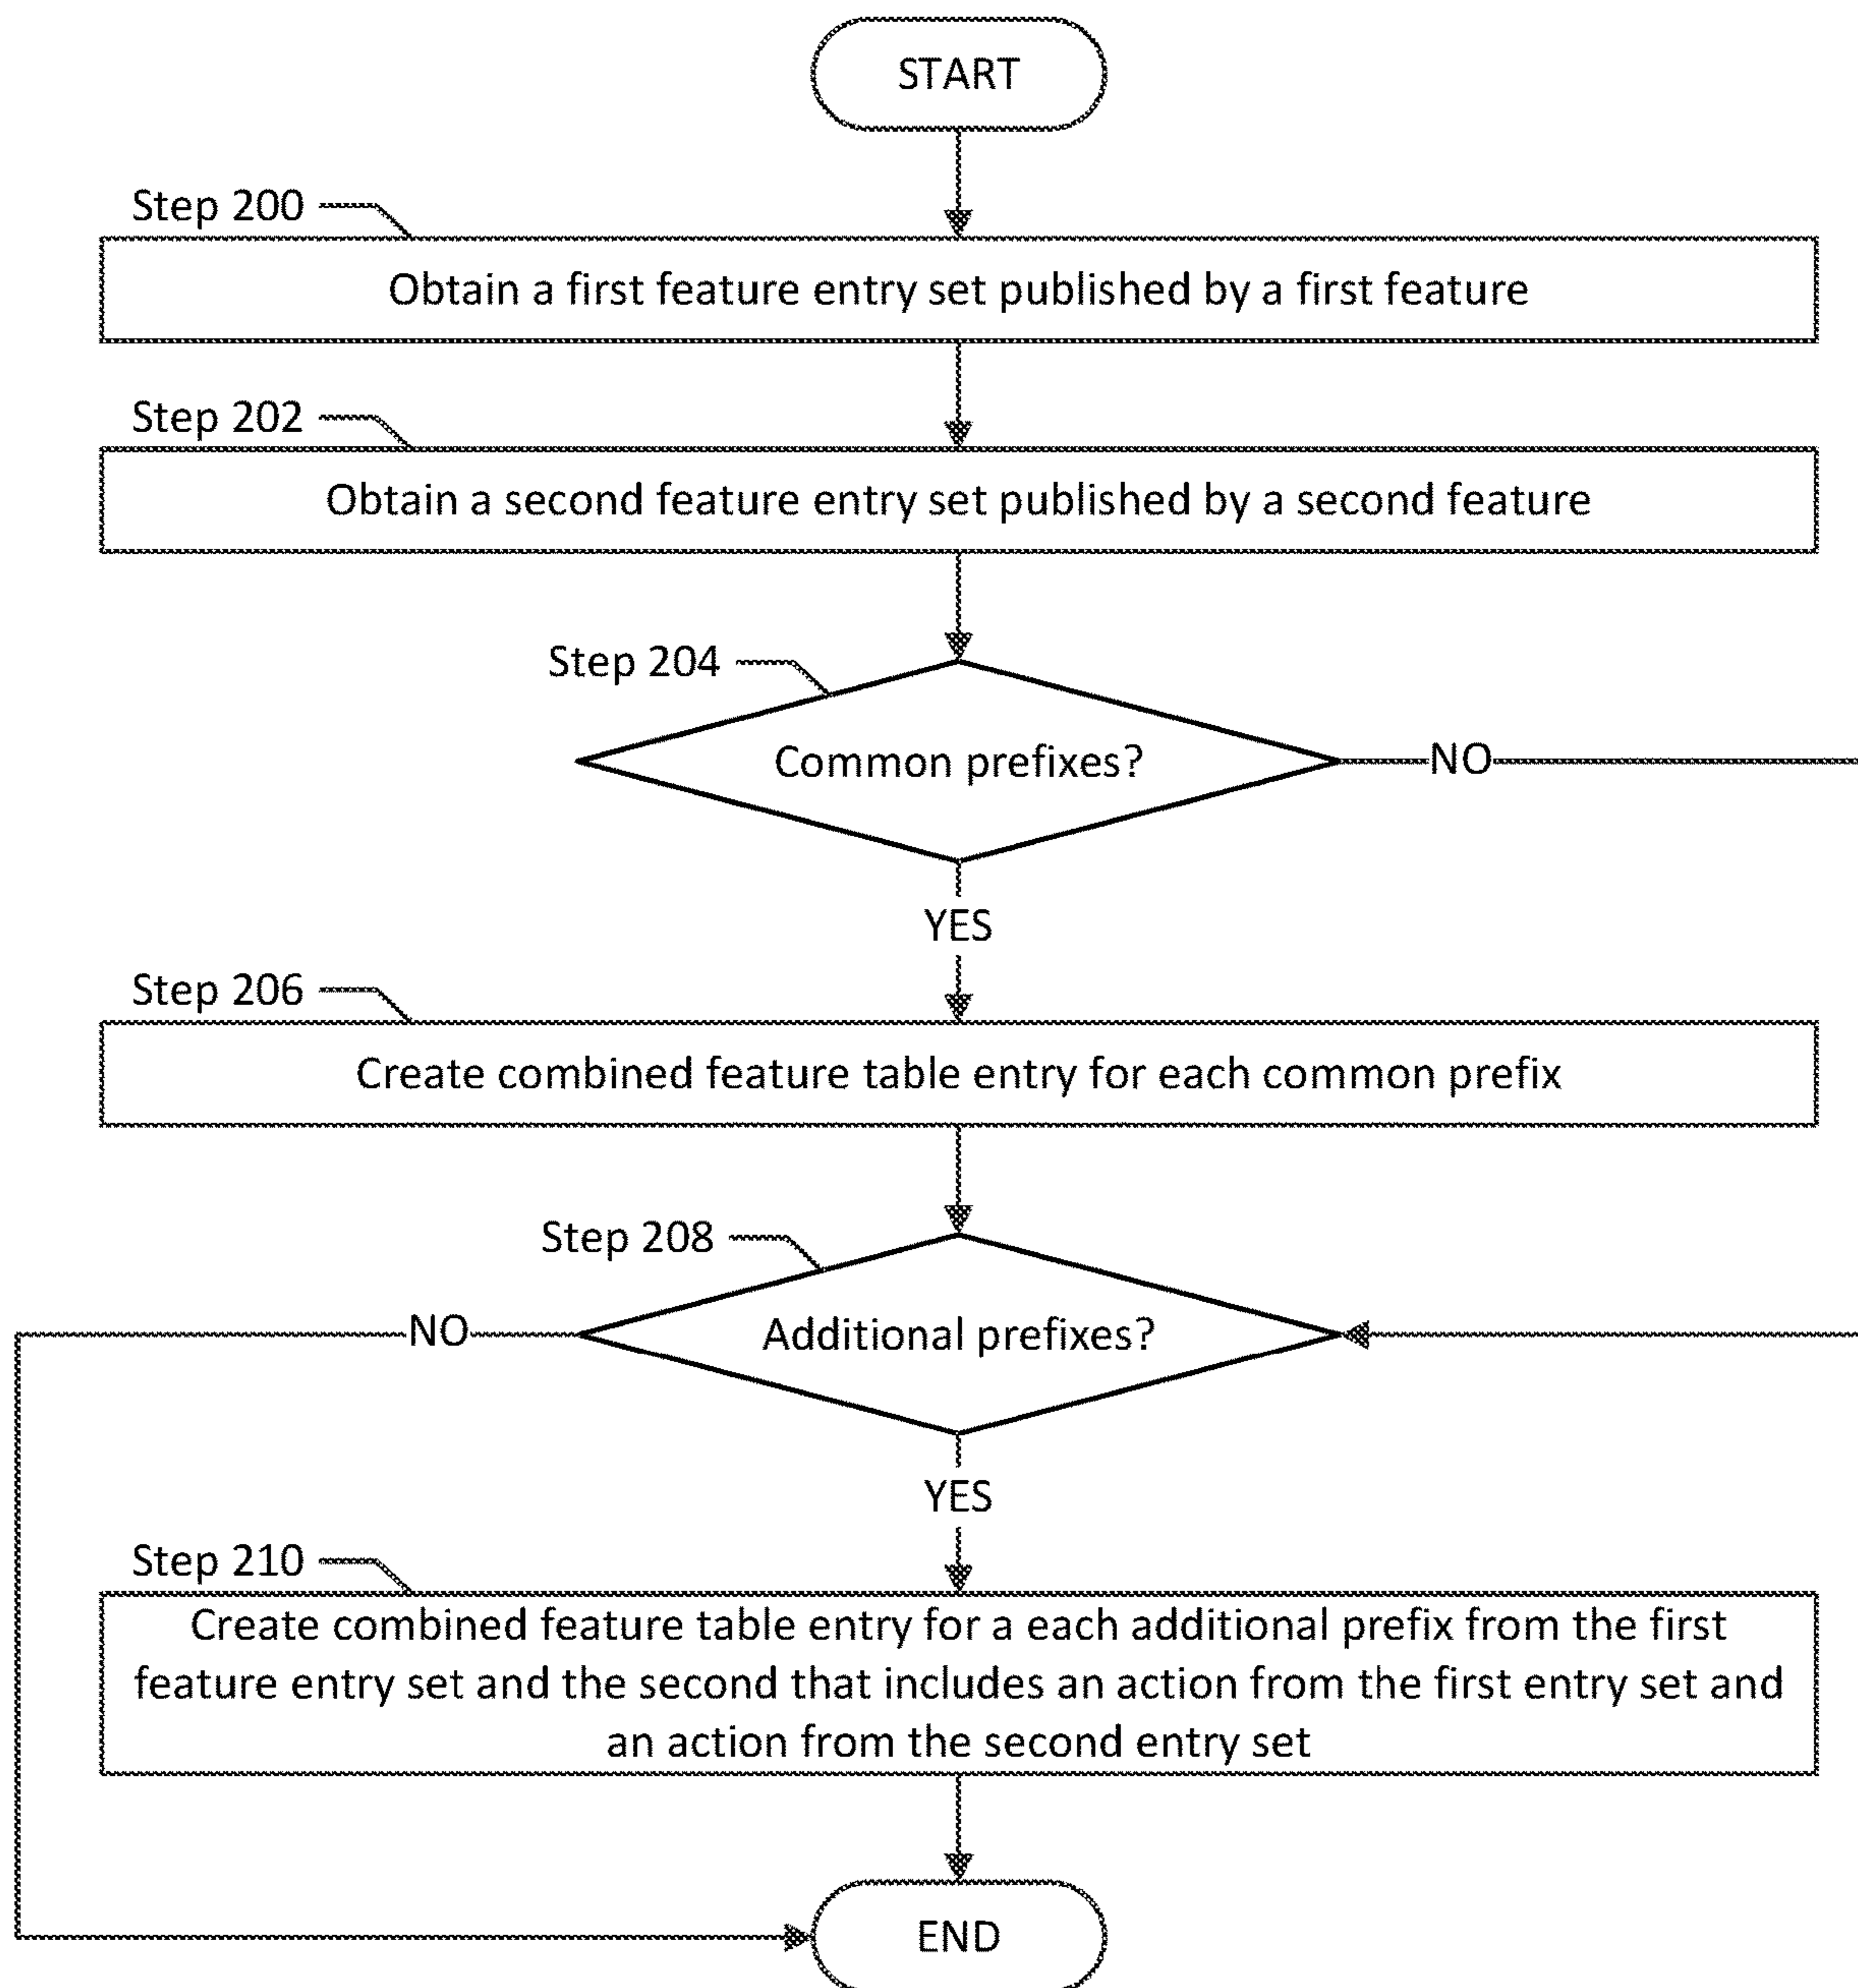 START
Step 200
Obtain a first feature entry set published by a first feature
Step 202
Obtain a second feature entry set published by a second feature
Step 204
Common prefixes?
NO
YES
Step 206
Create combined feature table entry for each common prefix
Step 208
NO
Additional prefixes?
YES
Step 210
Create combined feature table entry for a each additional prefix from the first
feature entry set and the second that includes an action from the first entry set and
an action from the second entry set
END